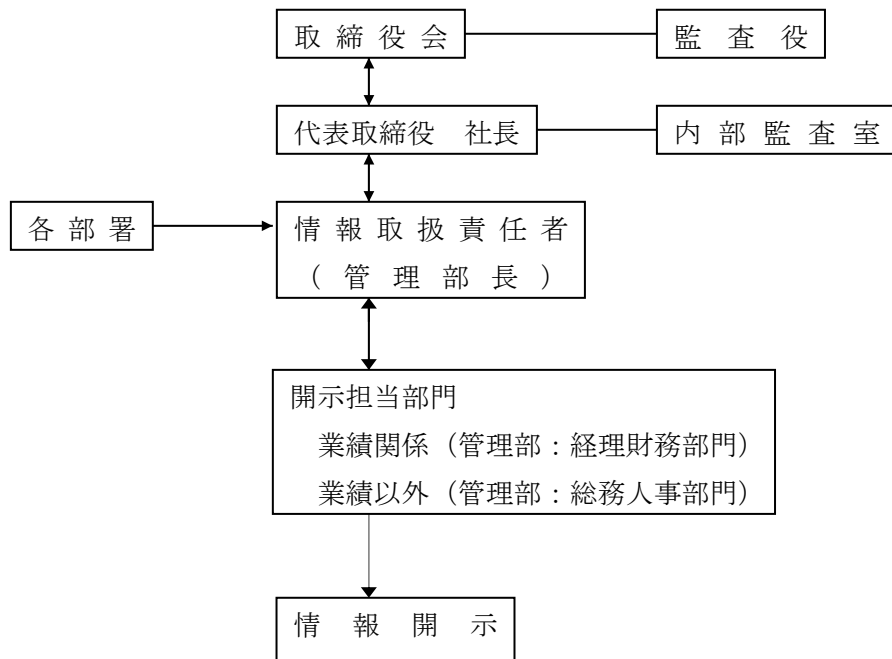 取締役会
監査役
代表取締役　社長
内部監査室
各部署
情報取扱責任者
（管理部長）
開示担当部門
業績関係（管理部：経理財務部門）
業績以外（管理部：総務人事部門）
情報開示